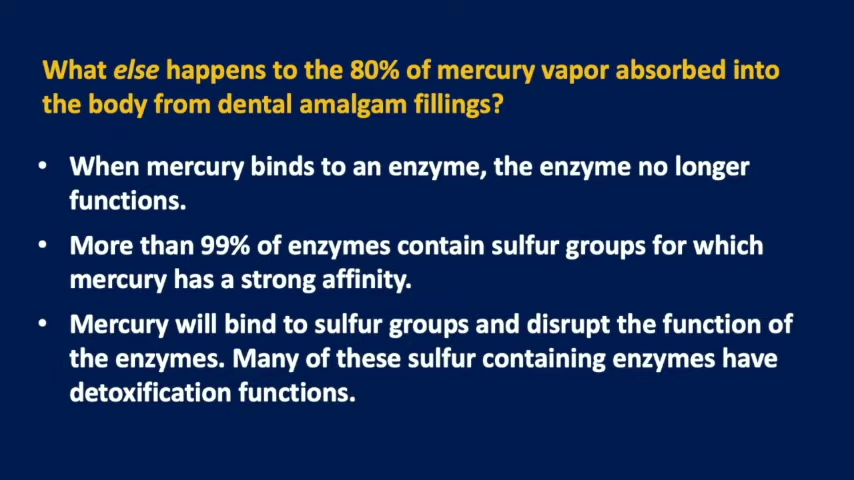 What else happens to the 80% of mercury vapor absorbed into
the body from dental amalgam fillings?
• When mercury binds to an enzyme, the enzyme no longer
functions.
• More than 99% of enzymes contain sulfur groups for which
mercury has a strong affinity.
• Mercury will bind to sulfur groups and disrupt the function of
the enzymes. Many of these sulfur containing enzymes have
detoxification functions.